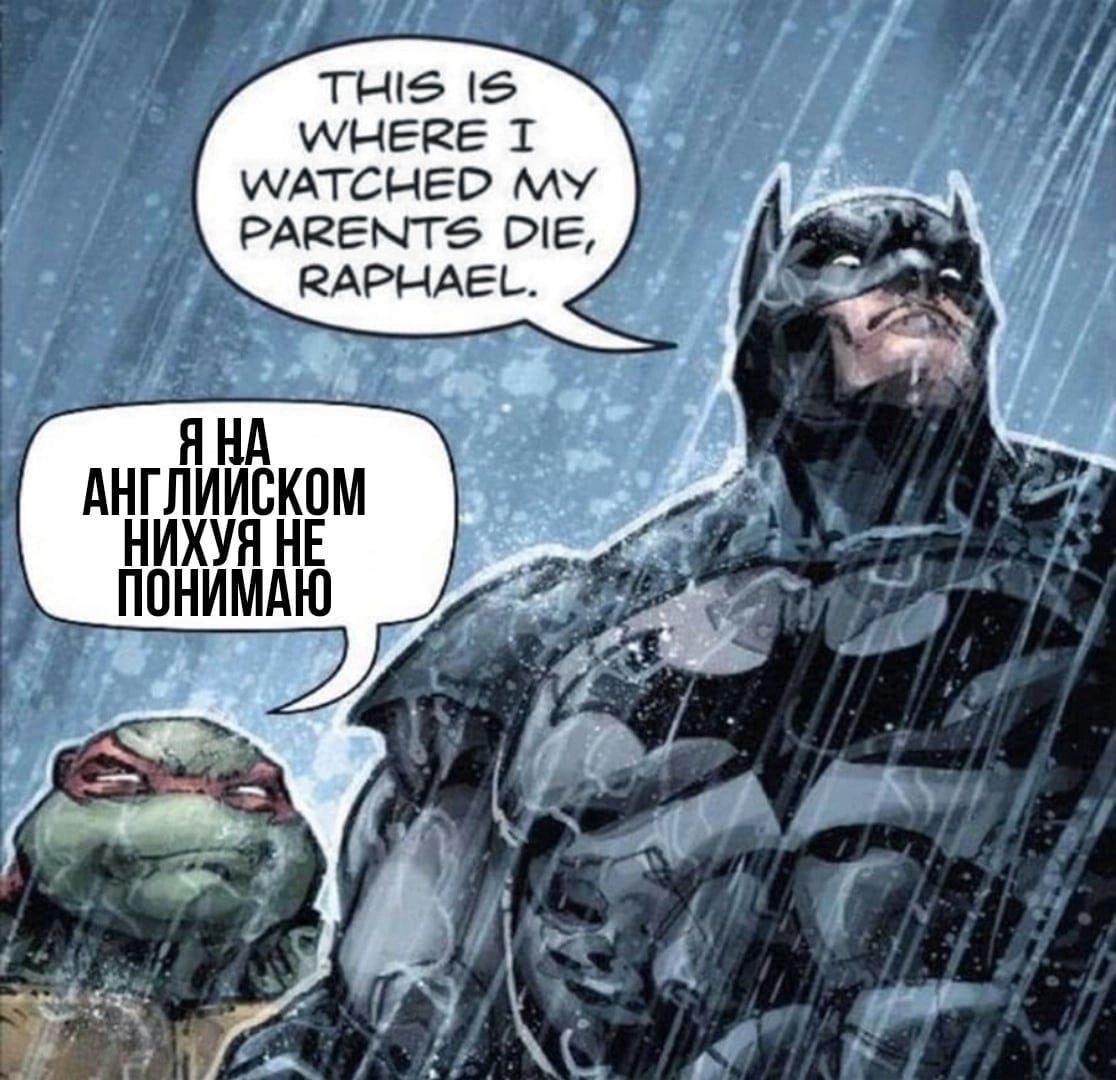 THIS IS
WHERE I
WATCHED MY
PARENTS DIE,
RAPHAEL.
Я НА
АНГЛИЙСКОМ
НИХУЯ НЕ
ПОНИМАЮ